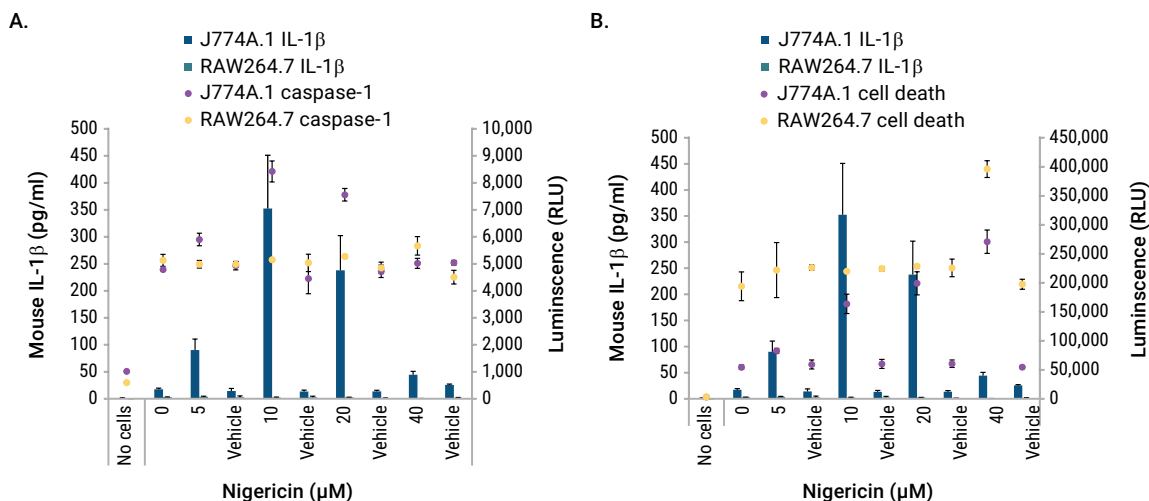 A.
J774A.1 IL-1β
RAW264.7 IL-1β
J774A.1 caspase-1
RAW264.7 caspase-1
Mouse IL-1β (pg/ml)
500
450
400
350
300
250
200
150
100
50
0
10,000
9,000
8,000
7,000
6,000
5,000
4,000
3,000
2,000
1,000
0
Luminscence (RLU)
No cells
0
5
Vehicle
10
Vehicle
20
Vehicle
40
Vehicle
Nigericin (µM)
B.
J774A.1 IL-1β
RAW264.7 IL-1β
J774A.1 cell death
RAW264.7 cell death
Mouse IL-1β (pg/ml)
500
450
400
350
300
250
200
150
100
50
0
450,000
400,000
350,000
300,000
250,000
200,000
150,000
100,000
50,000
0
Luminscence (RLU)
No cells
0
5
Vehicle
10
Vehicle
20
Vehicle
40
Vehicle
Nigericin (µM)